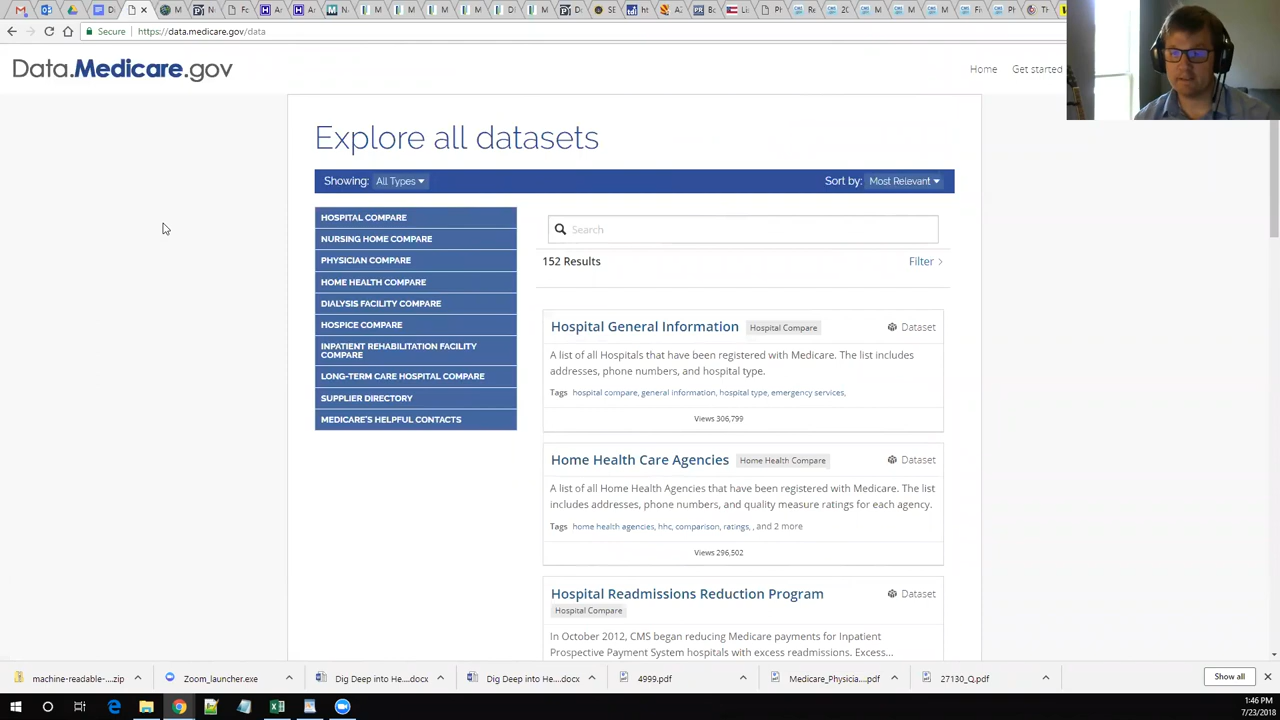 Secure https://data.medicare.gov/data
Data.Medicare.gov
Home Get started
Explore all datasets
Showing: All Types
Sort by: Most Relevant
HOSPITAL COMPARE
NURSING HOME COMPARE
PHYSICIAN COMPARE
HOME HEALTH COMPARE
DIALYSIS FACILITY COMPARE
HOSPICE COMPARE
INPATIENT REHABILITATION FACILITY
COMPARE
LONG-TERM CARE HOSPITAL COMPARE
SUPPLIER DIRECTORY
MEDICARE'S HELPFUL CONTACTS
Search
152 Results
Filter
Hospital General Information Hospital Compare Dataset
A list of all Hospitals that have been registered with Medicare. The list includes
addresses, phone numbers, and hospital type.
Tags hospital compare, general information, hospital type, emergency services,
Views 306,799
Home Health Care Agencies Home Health Compare Dataset
A list of all Home Health Agencies that have been registered with Medicare. The list
includes addresses, phone numbers, and quality measure ratings for each agency.
Tags home health agencies, hhc, comparison, ratings, , and 2 more
Views 296,502
Hospital Readmissions Reduction Program Dataset
Hospital Compare
In October 2012, CMS began reducing Medicare payments for Inpatient
Prospective Payment System hospitals with excess readmissions. Excess...
machine-readable-....zip
Zoom_launcher.exe
Dig Deep into He....docx
Dig Deep into He....docx
4999.pdf
Medicare_Physicia....pdf
27130_Q.pdf
Show all
1:46 PM
7/23/2018